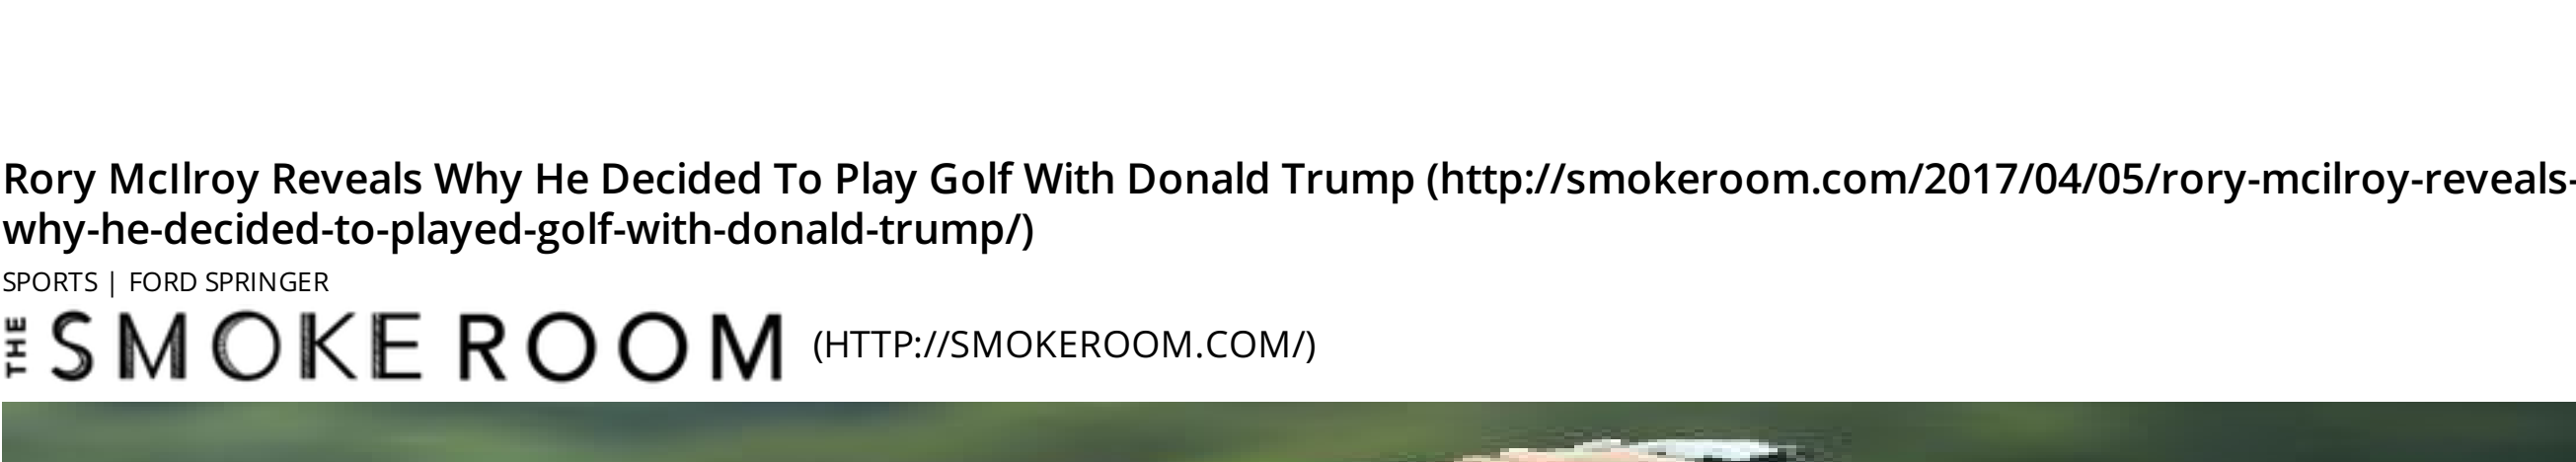 Rory McIlroy Reveals Why He Decided To Play Golf With Donald Trump (http://smokeroom.com/2017/04/05/rory-mcilroy-reveals-
why-he-decided-to-played-golf-with-donald-trump/)
SPORTS | FORD SPRINGER
THE SMOKE ROOM (HTTP://SMOKEROOM.COM/)